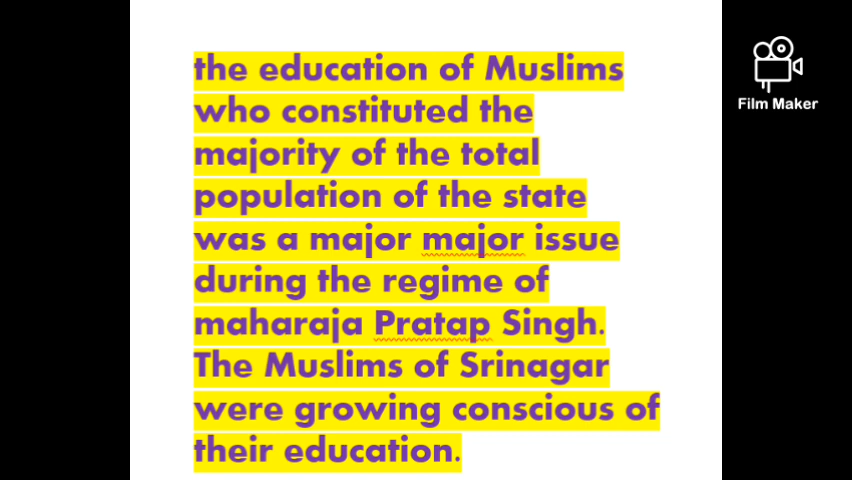 the education of Muslims
who constituted the
majority of the total
population of the state
was a major major issue
during the regime of
maharaja Pratap Singh.
The Muslims of Srinagar
were growing conscious of
their education.
Film Maker